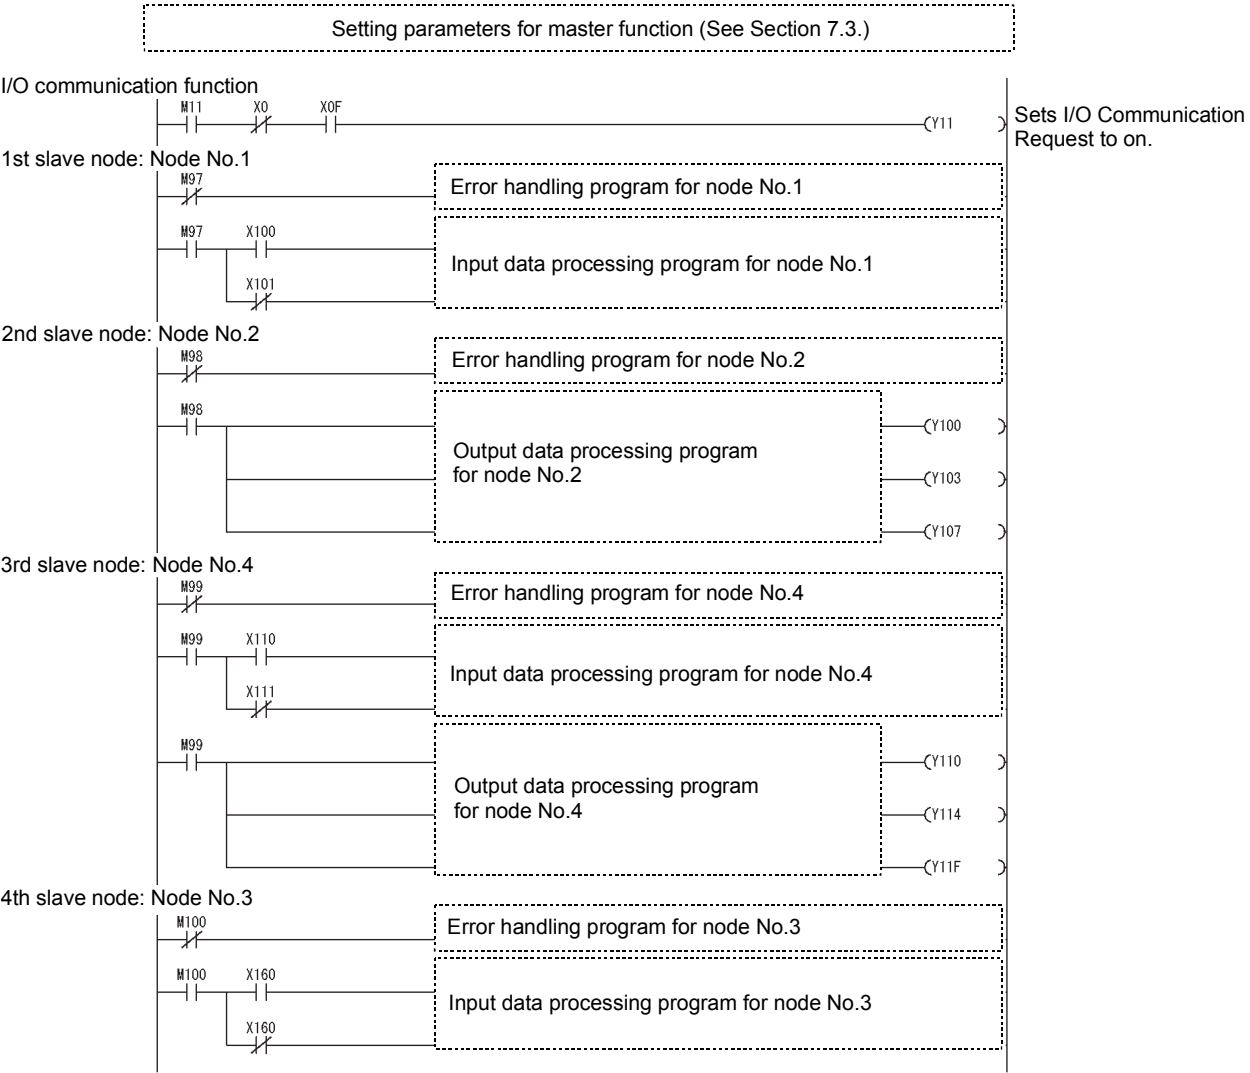 Setting parameters for master function (See Section 7.3.)
I/O communication function
M11 X0 X0F
(Y11 )
Sets I/O Communication
Request to on.
1st slave node: Node No.1
M97
Error handling program for node No.1
M97 X100
Input data processing program for node No.1
X101
2nd slave node: Node No.2
M98
Error handling program for node No.2
M98
(Y100 )
Output data processing program
for node No.2
(Y103 )
(Y107 )
3rd slave node: Node No.4
M99
Error handling program for node No.4
M99 X110
Input data processing program for node No.4
X111
M99
(Y110 )
Output data processing program
for node No.4
(Y114 )
(Y11F )
4th slave node: Node No.3
M100
Error handling program for node No.3
M100 X160
Input data processing program for node No.3
X160